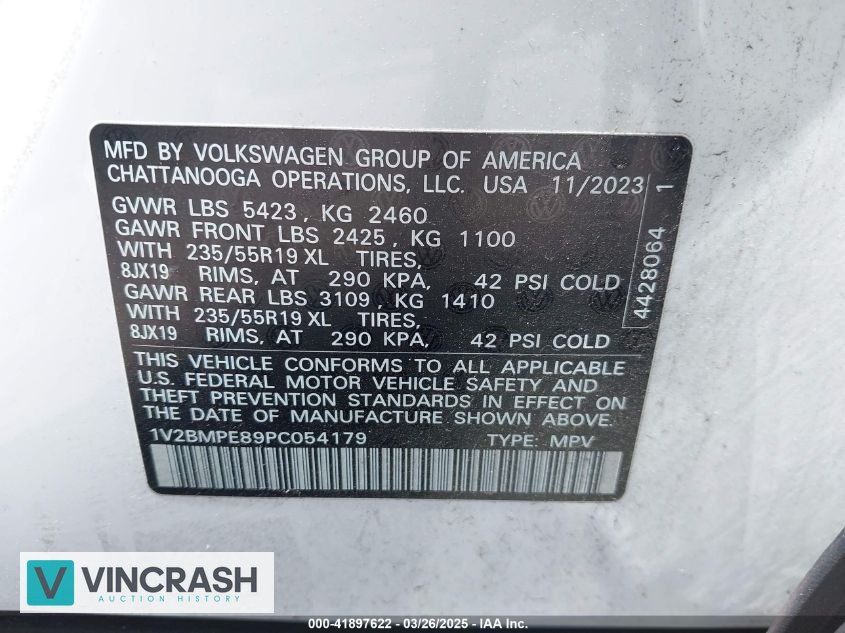 MFD BY VOLKSWAGEN GROUP OF AMERICA
CHATTANOOGA OPERATIONS, LLC. USA 11/2023
GVWR LBS 5423, KG 2460
GAWR FRONT LBS 2425, KG 1100
WITH 235/55R19 XL TIRES,
8JX19 RIMS, AT 290 KPA, 42 PSI COLD
GAWR REAR LBS 3109, KG 1410
WITH 235/55R19 XL TIRES,
8JX19 RIMS, AT 290 KPA, 42 PSI COLD
4428064 1
THIS VEHICLE CONFORMS TO ALL APPLICABLE
U.S. FEDERAL MOTOR VEHICLE SAFETY AND
THEFT PREVENTION STANDARDS IN EFFECT ON
THE DATE OF MANUFACTURE SHOWN ABOVE.
1V2BMPE89PC054179 TYPE: MPV
VINCRASH
AUCTION HISTORY
000-41897622 - 03/26/2025 - IAA Inc.